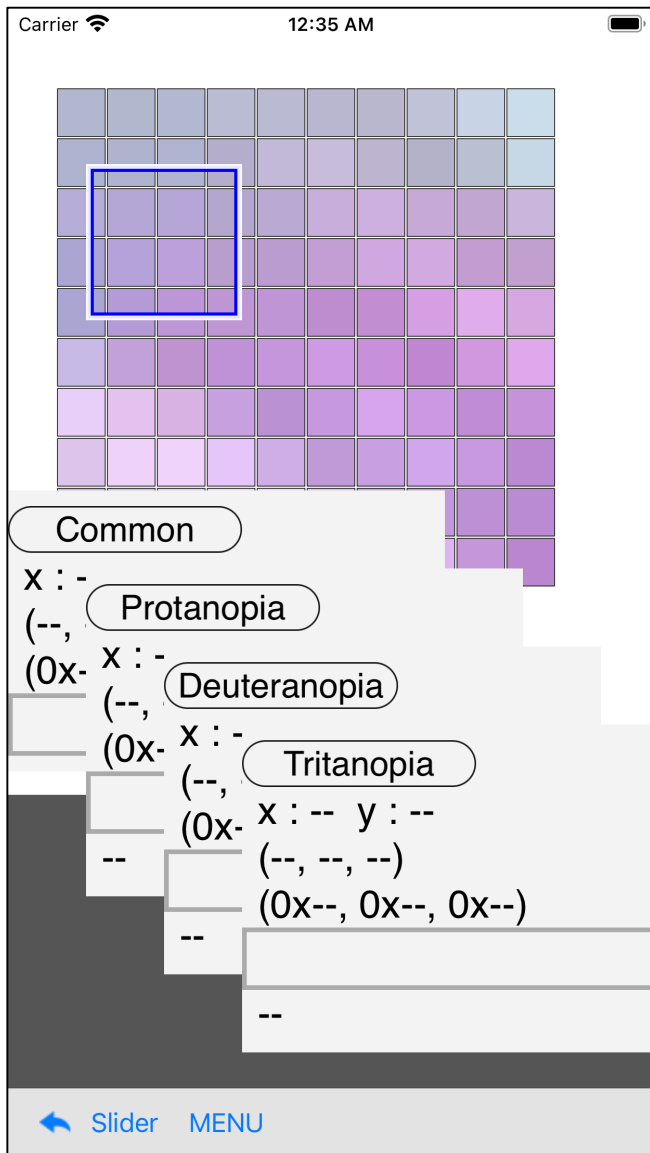 Carrier 12:35 AM
Common
x : -
(--,
(0x-
Protanopia
x : -
(--,
(0x-
--
Deuteranopia
x : -
(--,
(0x-
--
Tritanopia
x : -- y : --
(--, --, --)
(0x--, 0x--, 0x--)
--
Slider MENU